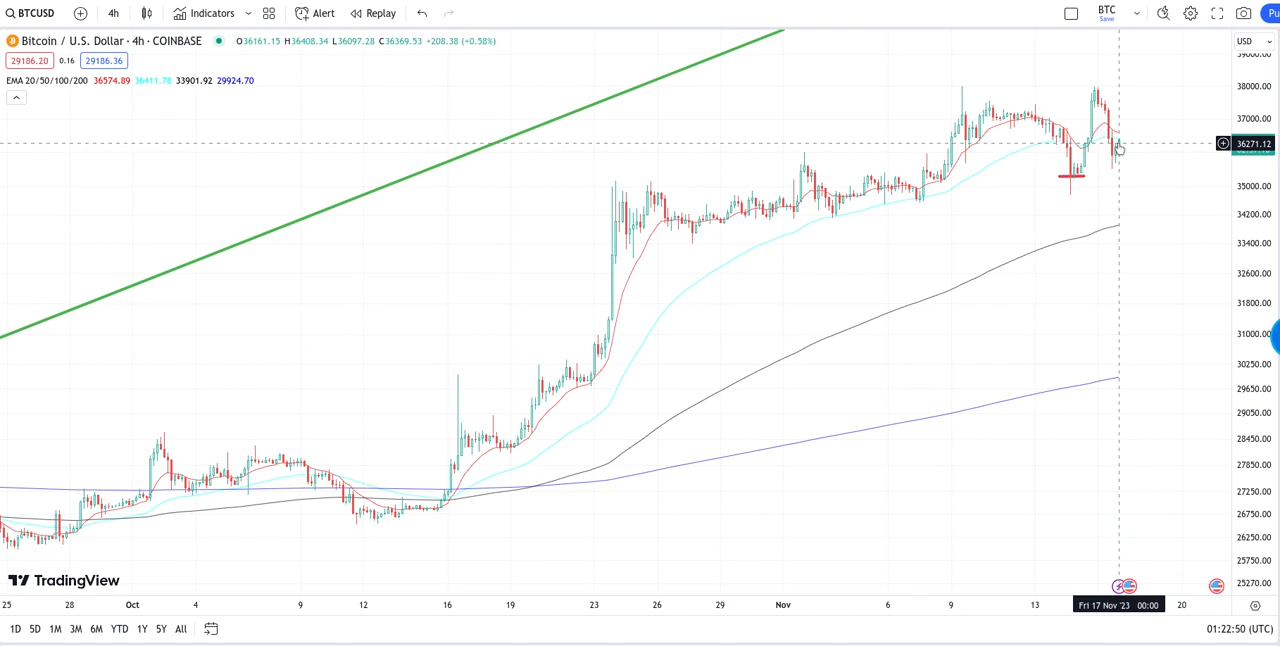 BTCUSD 4h Indicators Alert Replay BTC Save Pu
Bitcoin / U.S. Dollar · 4h · COINBASE O36161.15 H36408.34 L36097.28 C36369.53 +208.38 (+0.58%) USD
29186.20 0.16 29186.36
EMA 20/50/100/200 36574.89 36411.78 33901.92 29924.70
39000.00
38000.00
37000.00
36271.12
35000.00
34200.00
33400.00
32600.00
31800.00
31000.00
30250.00
29650.00
29050.00
28450.00
27850.00
27250.00
26750.00
26250.00
25750.00
25270.00
TradingView
25 28 Oct 4 9 12 16 19 23 26 29 Nov 6 9 13 Fri 17 Nov '23 00:00 20
1D 5D 1M 3M 6M YTD 1Y 5Y All 01:22:50 (UTC)